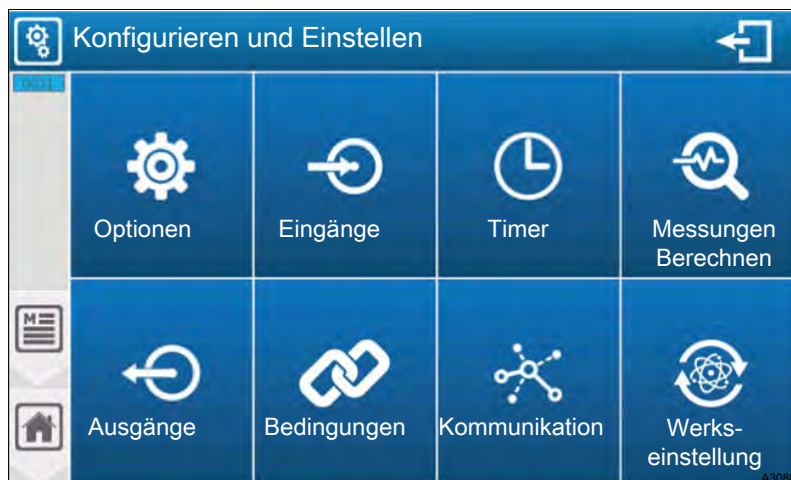 Konfigurieren und Einstellen
Optionen
Eingänge
Timer
Messungen
Berechnen
M
Ausgänge
Bedingungen
Kommunikation
Werks-
einstellung